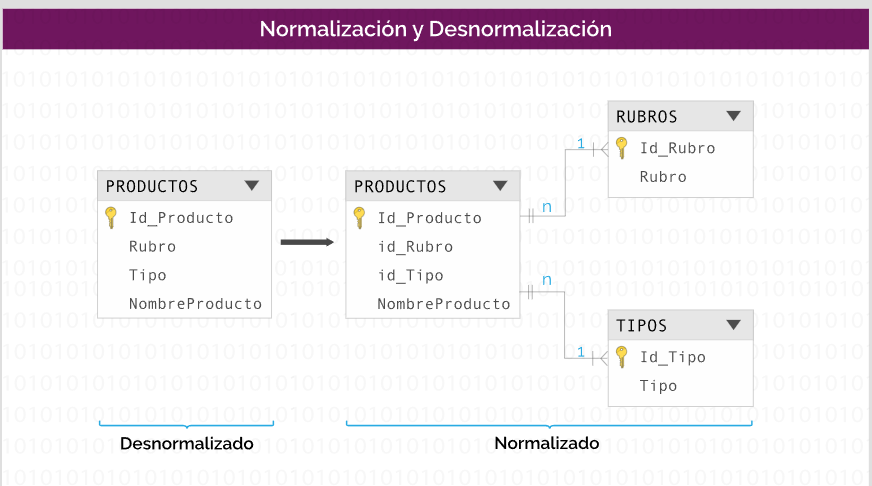 Normalización y Desnormalización
PRODUCTOS
Id_Producto
Rubro
Tipo
NombreProducto
PRODUCTOS
Id_Producto
id_Rubro
id_Tipo
NombreProducto
n
n
1
1
RUBROS
Id_Rubro
Rubro
TIPOS
Id_Tipo
Tipo
Desnormalizado
Normalizado